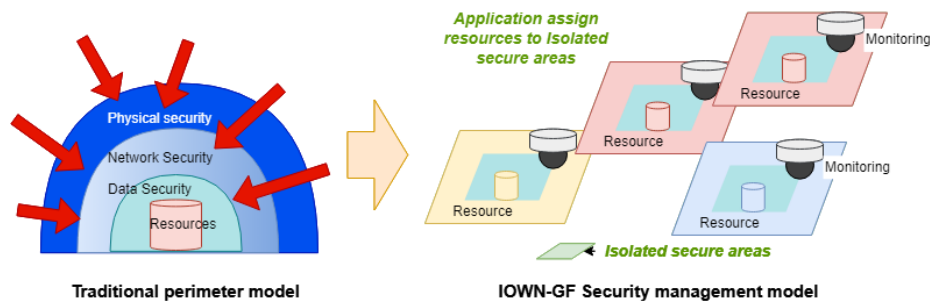 Physical security
Network Security
Data Security
Resources
Traditional perimeter model
Application assign
resources to Isolated
secure areas
Monitoring
Resource
Resource
Resource
Monitoring
Resource
Isolated secure areas
IOWN-GF Security management model